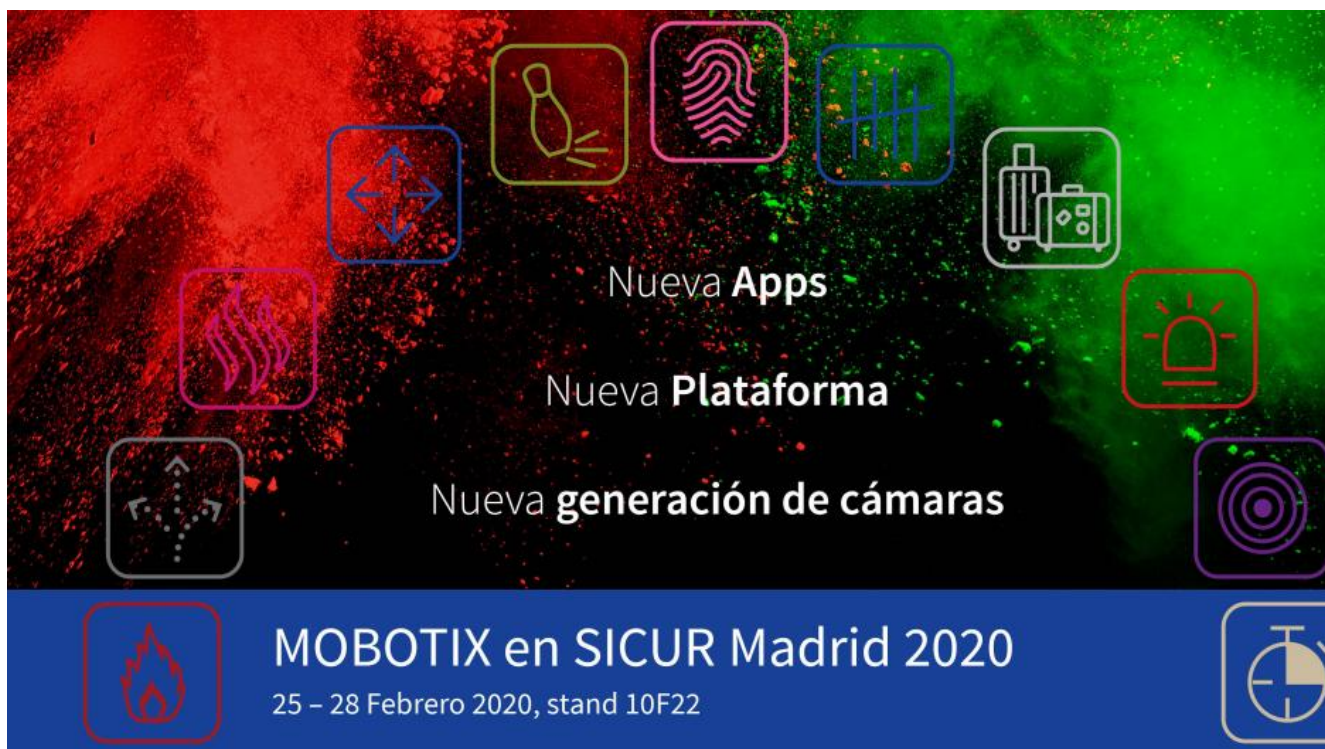 Nueva Apps
Nueva Plataforma
Nueva generación de cámaras
MOBOTIX en SICUR Madrid 2020
25 – 28 Febrero 2020, stand 10F22